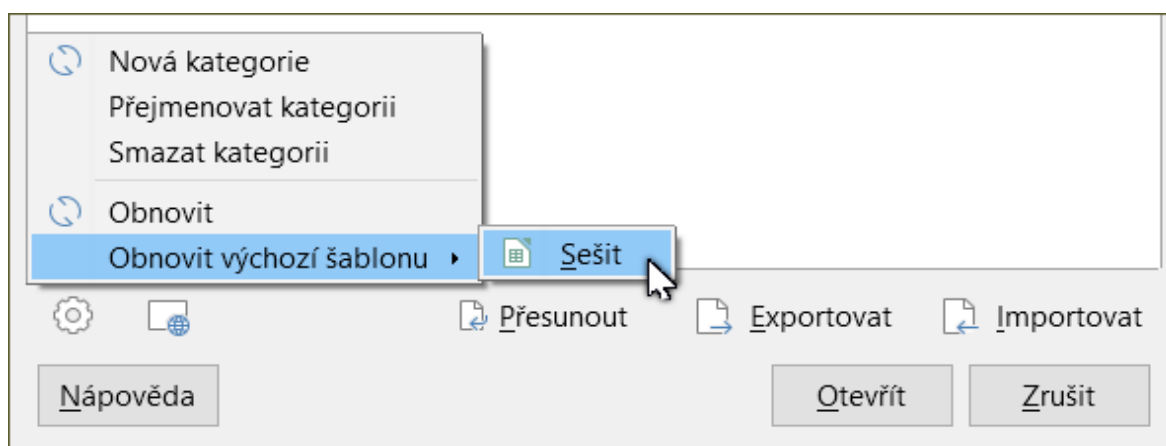 Nová kategorie
Přejmenovat kategorii
Smazat kategorii
Obnovit
Obnovit výchozí šablonu
Sešit
Přesunout Exportovat Importovat
Nápověda Otevřít Zrušit